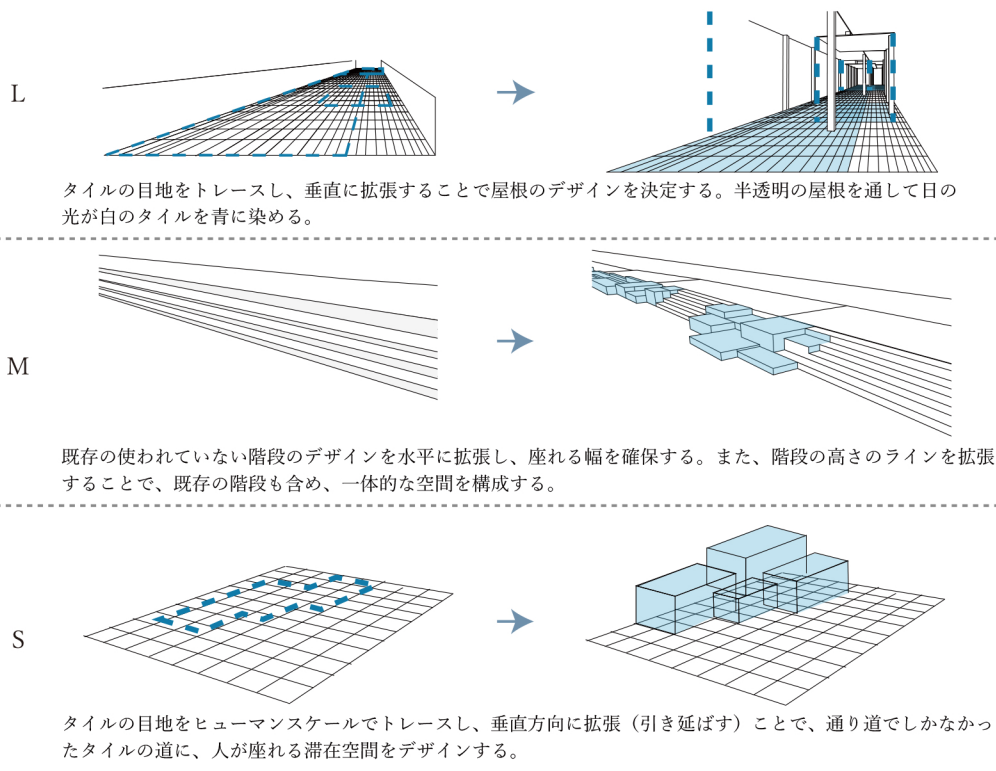 L
タイルの目地をトレースし、垂直に拡張することで屋根のデザインを決定する。半透明の屋根を通して日の
光が白のタイルを青に染める。
M
既存の使われていない階段のデザインを水平に拡張し、座れる幅を確保する。また、階段の高さのラインを拡張
することで、既存の階段も含め、一体的な空間を構成する。
S
タイルの目地をヒューマンスケールでトレースし、垂直方向に拡張（引き延ばす）ことで、通り道でしかなかっ
たタイルの道に、人が座れる滞在空間をデザインする。